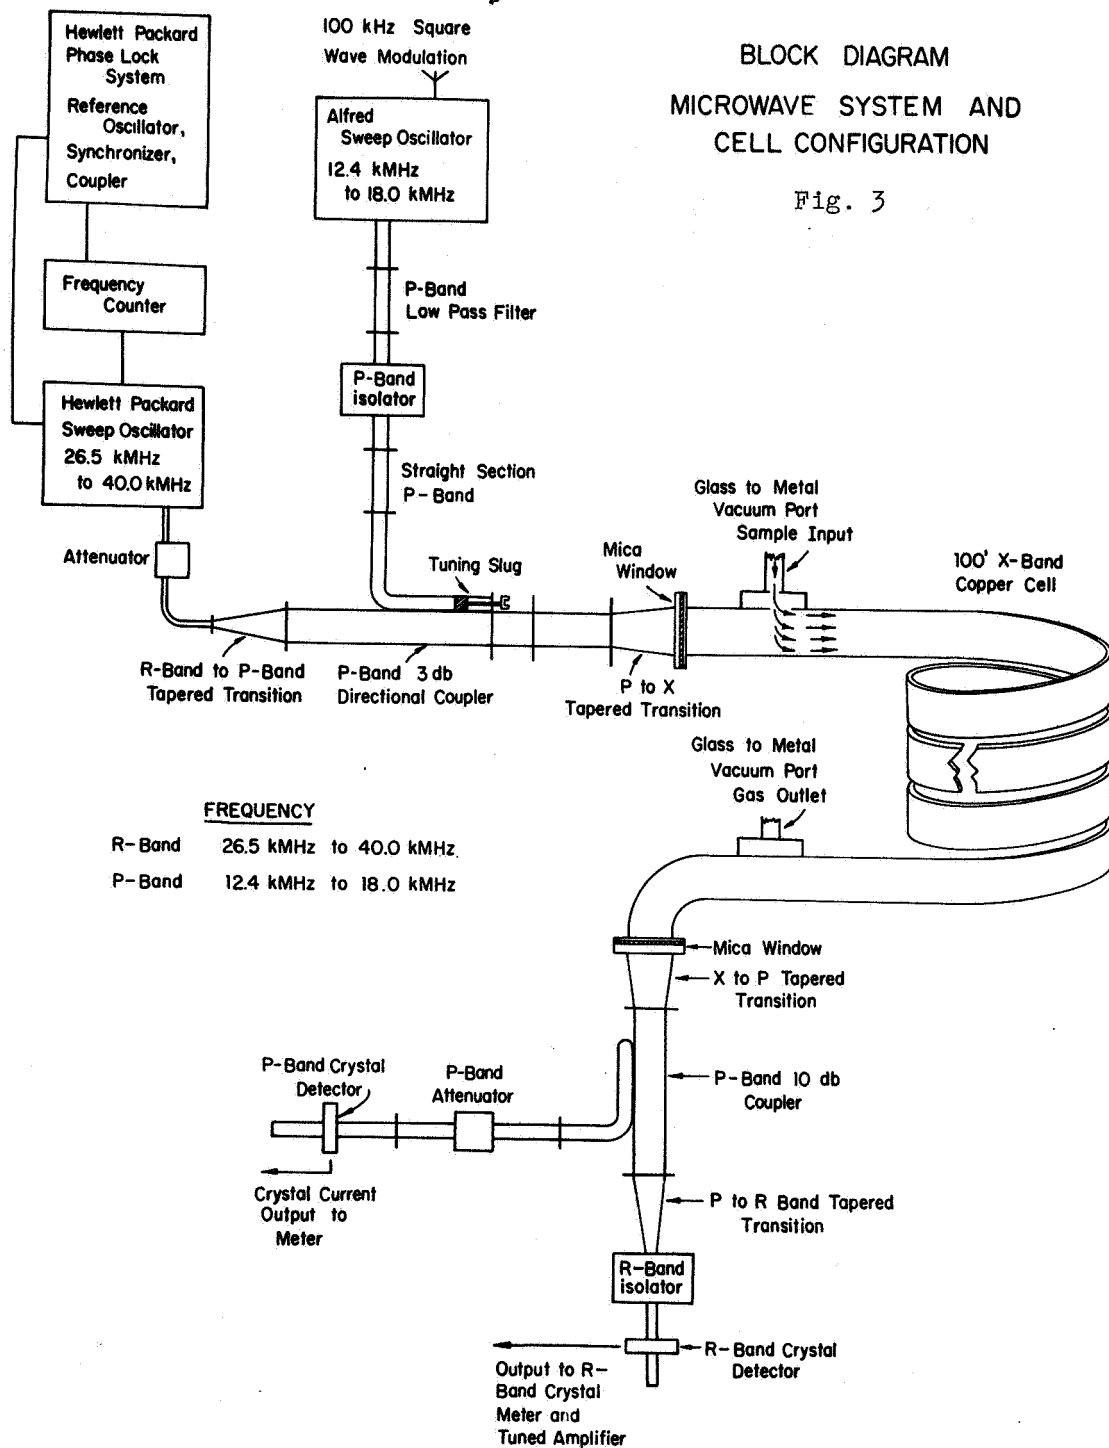 BLOCK DIAGRAM
MICROWAVE SYSTEM AND
CELL CONFIGURATION
Fig. 3
Hewlett Packard
Phase Lock
System
Reference
Oscillator,
Synchronizer,
Coupler
100 kHz Square
Wave Modulation
Alfred
Sweep Oscillator
12.4 kMHz
to 18.0 kMHz
Frequency
Counter
P-Band
Low Pass Filter
P-Band
isolator
Hewlett Packard
Sweep Oscillator
26.5 kMHz
to 40.0 kMHz
Straight Section
P-Band
Attenuator
Tuning Slug
Mica
Window
Glass to Metal
Vacuum Port
Sample Input
100' X-Band
Copper Cell
R-Band to P-Band
Tapered Transition
P-Band 3 db
Directional Coupler
P to X
Tapered Transition
Glass to Metal
Vacuum Port
Gas Outlet
FREQUENCY
R-Band 26.5 kMHz to 40.0 kMHz
P-Band 12.4 kMHz to 18.0 kMHz
Mica Window
X to P Tapered
Transition
P-Band Crystal
Detector
P-Band
Attenuator
P-Band 10 db
Coupler
Crystal Current
Output to
Meter
P to R Band Tapered
Transition
R-Band
isolator
R-Band Crystal
Detector
Output to R-
Band Crystal
Meter and
Tuned Amplifier